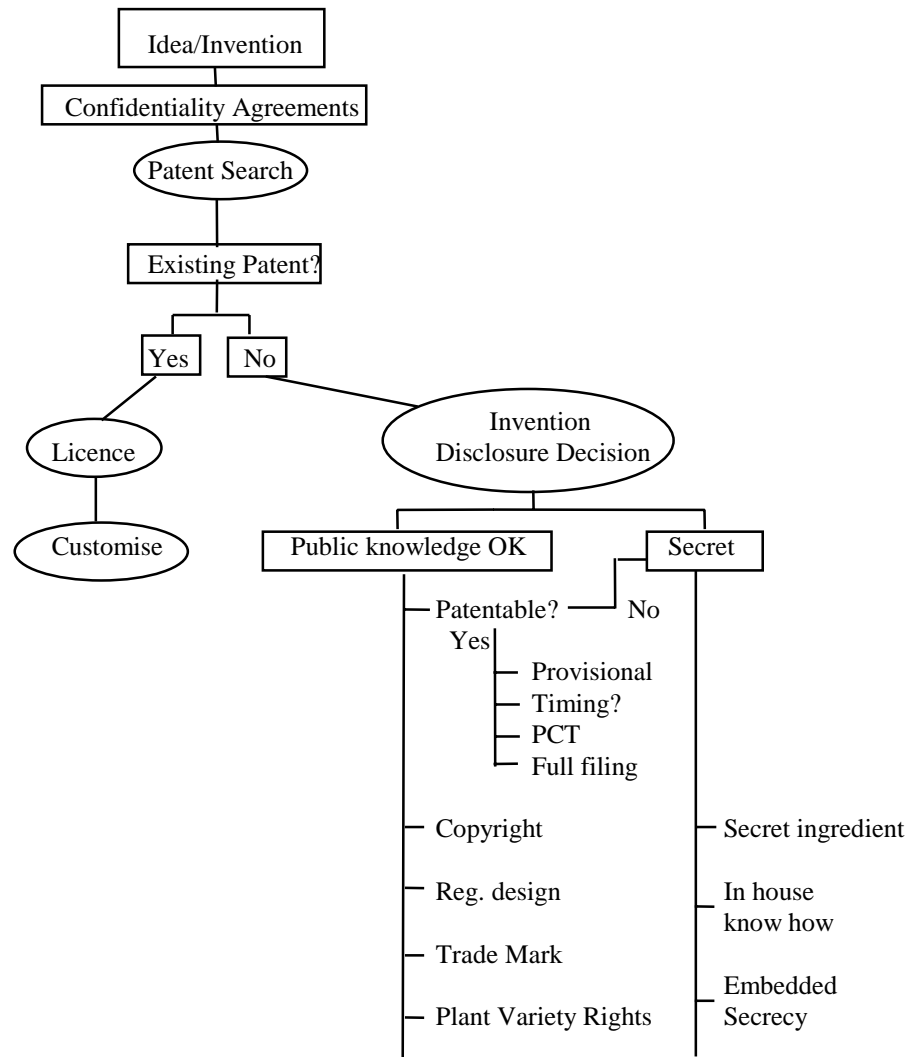 Idea/Invention
Confidentiality Agreements
Patent Search
Existing Patent?
Yes
No
Invention
Disclosure Decision
Licence
Customise
Public knowledge OK
Secret
Patentable?
No
Yes
Provisional
Timing?
PCT
Full filing
Copyright
Reg. design
Trade Mark
Plant Variety Rights
Secret ingredient
In house
know how
Embedded
Secrecy